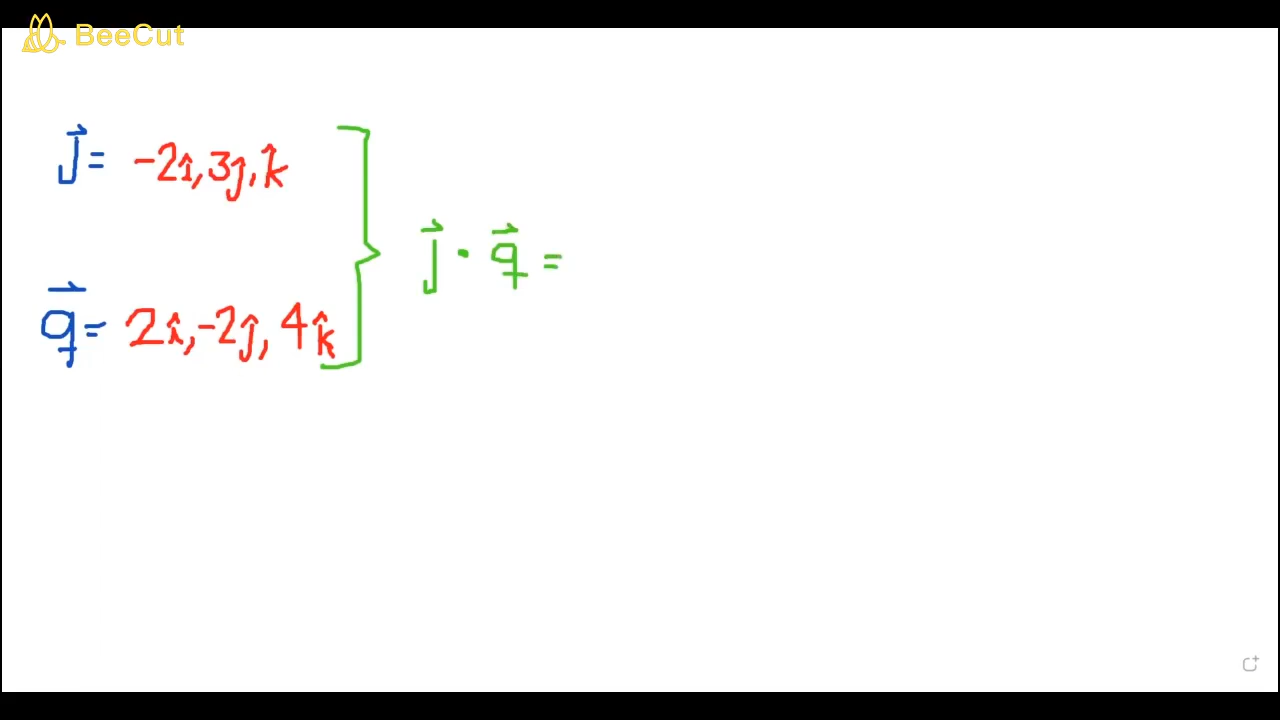 BeeCut
J⃗ = -2î, 3ĵ, k̂
q⃗ = 2î, -2ĵ, 4k̂
J⃗ · q⃗ =